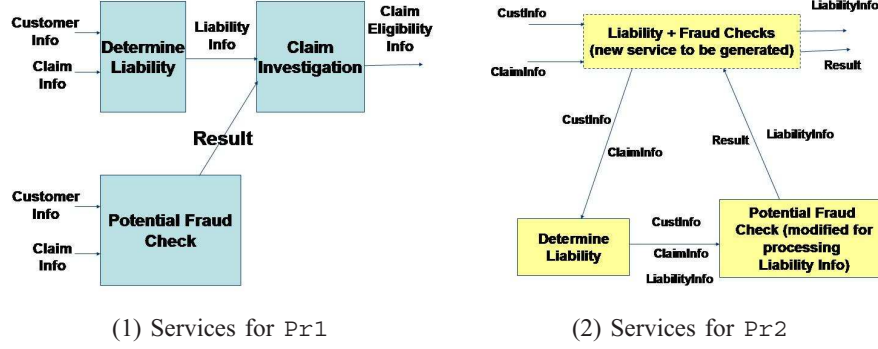 Customer
Info
Claim
Info
Determine
Liability
Liability
Info
Claim
Investigation
Claim
Eligibility
Info
Result
Customer
Info
Claim
Info
Potential Fraud
Check
(1) Services for Pr1
CustInfo
ClaimInfo
Liability + Fraud Checks
(new service to be generated)
LiabilityInfo
Result
CustInfo
ClaimInfo
Result
LiabilityInfo
Determine
Liability
CustInfo
ClaimInfo
LiabilityInfo
Potential Fraud
Check (modified for
processing
Liability Info)
(2) Services for Pr2